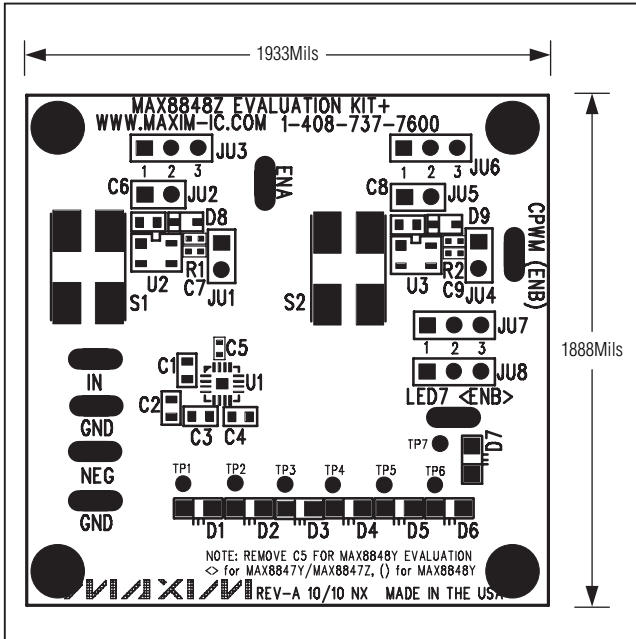 1933Mils
MAX8848Z EVALUATION KIT+
WWW.MAXIM-IC.COM 1-408-737-7600
JU3
JU6
1 2 3
1 2 3
ENA
C6
JU2
C8
JU5
D8
D9
CPWM (ENB)
R1
R2
U2
C7
U3
C9
S1
JU1
S2
JU4
1888Mils
JU7
1 2 3
C5
C1
U1
JU8
IN
LED7 <ENB>
C2
C3
C4
GND
TP7
D7
NEG
TP1
TP2
TP3
TP4
TP5
TP6
GND
D1
D2
D3
D4
D5
D6
NOTE: REMOVE C5 FOR MAX8848Y EVALUATION
<> for MAX8847Y/MAX8847Z, () for MAX8848Y
MAXIM REV-A 10/10 NX MADE IN THE USA